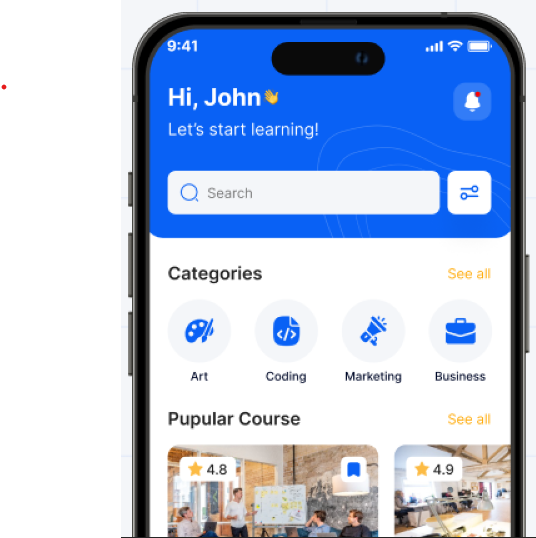 9:41
Hi, John👋
Let's start learning!
Search
Categories
See all
Art
Coding
Marketing
Business
Pupular Course
See all
4.8
4.9